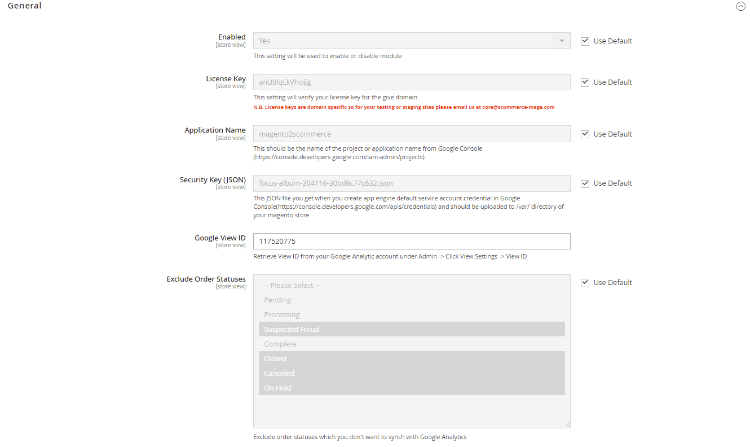 General
Enabled
[store view]
Yes
Use Default
This setting will be used to enable or disable module
License Key
[store view]
Use Default
This setting will verify your license key for the give domain
N.B. License keys are domain specific so for your testing or staging sites please email us at core@scommerce-mage.com
Application Name
[store view]
magento2scommerce
Use Default
This should be the name of the project or application name from Google Console
(https://console.developers.google.com/iam-admin/projects)
Security Key (JSON)
[store view]
focus-album-304116-30bd6c77c632.json
Use Default
This JSON file you get when you create app engine default service account credential in Google
Console(https://console.developers.google.com/apis/credentials) and should be uploaded to /var/ directory of
your magento store
Google View ID
[store view]
117520775
Retrieve View ID from your Google Analytic account under Admin -> Click View Settings -> View ID
Exclude Order Statuses
[store view]
-- Please Select --
Use Default
Pending
Processing
Suspected Fraud
Complete
Closed
Canceled
On Hold
Exclude order statuses which you don't want to synch with Google Analytics